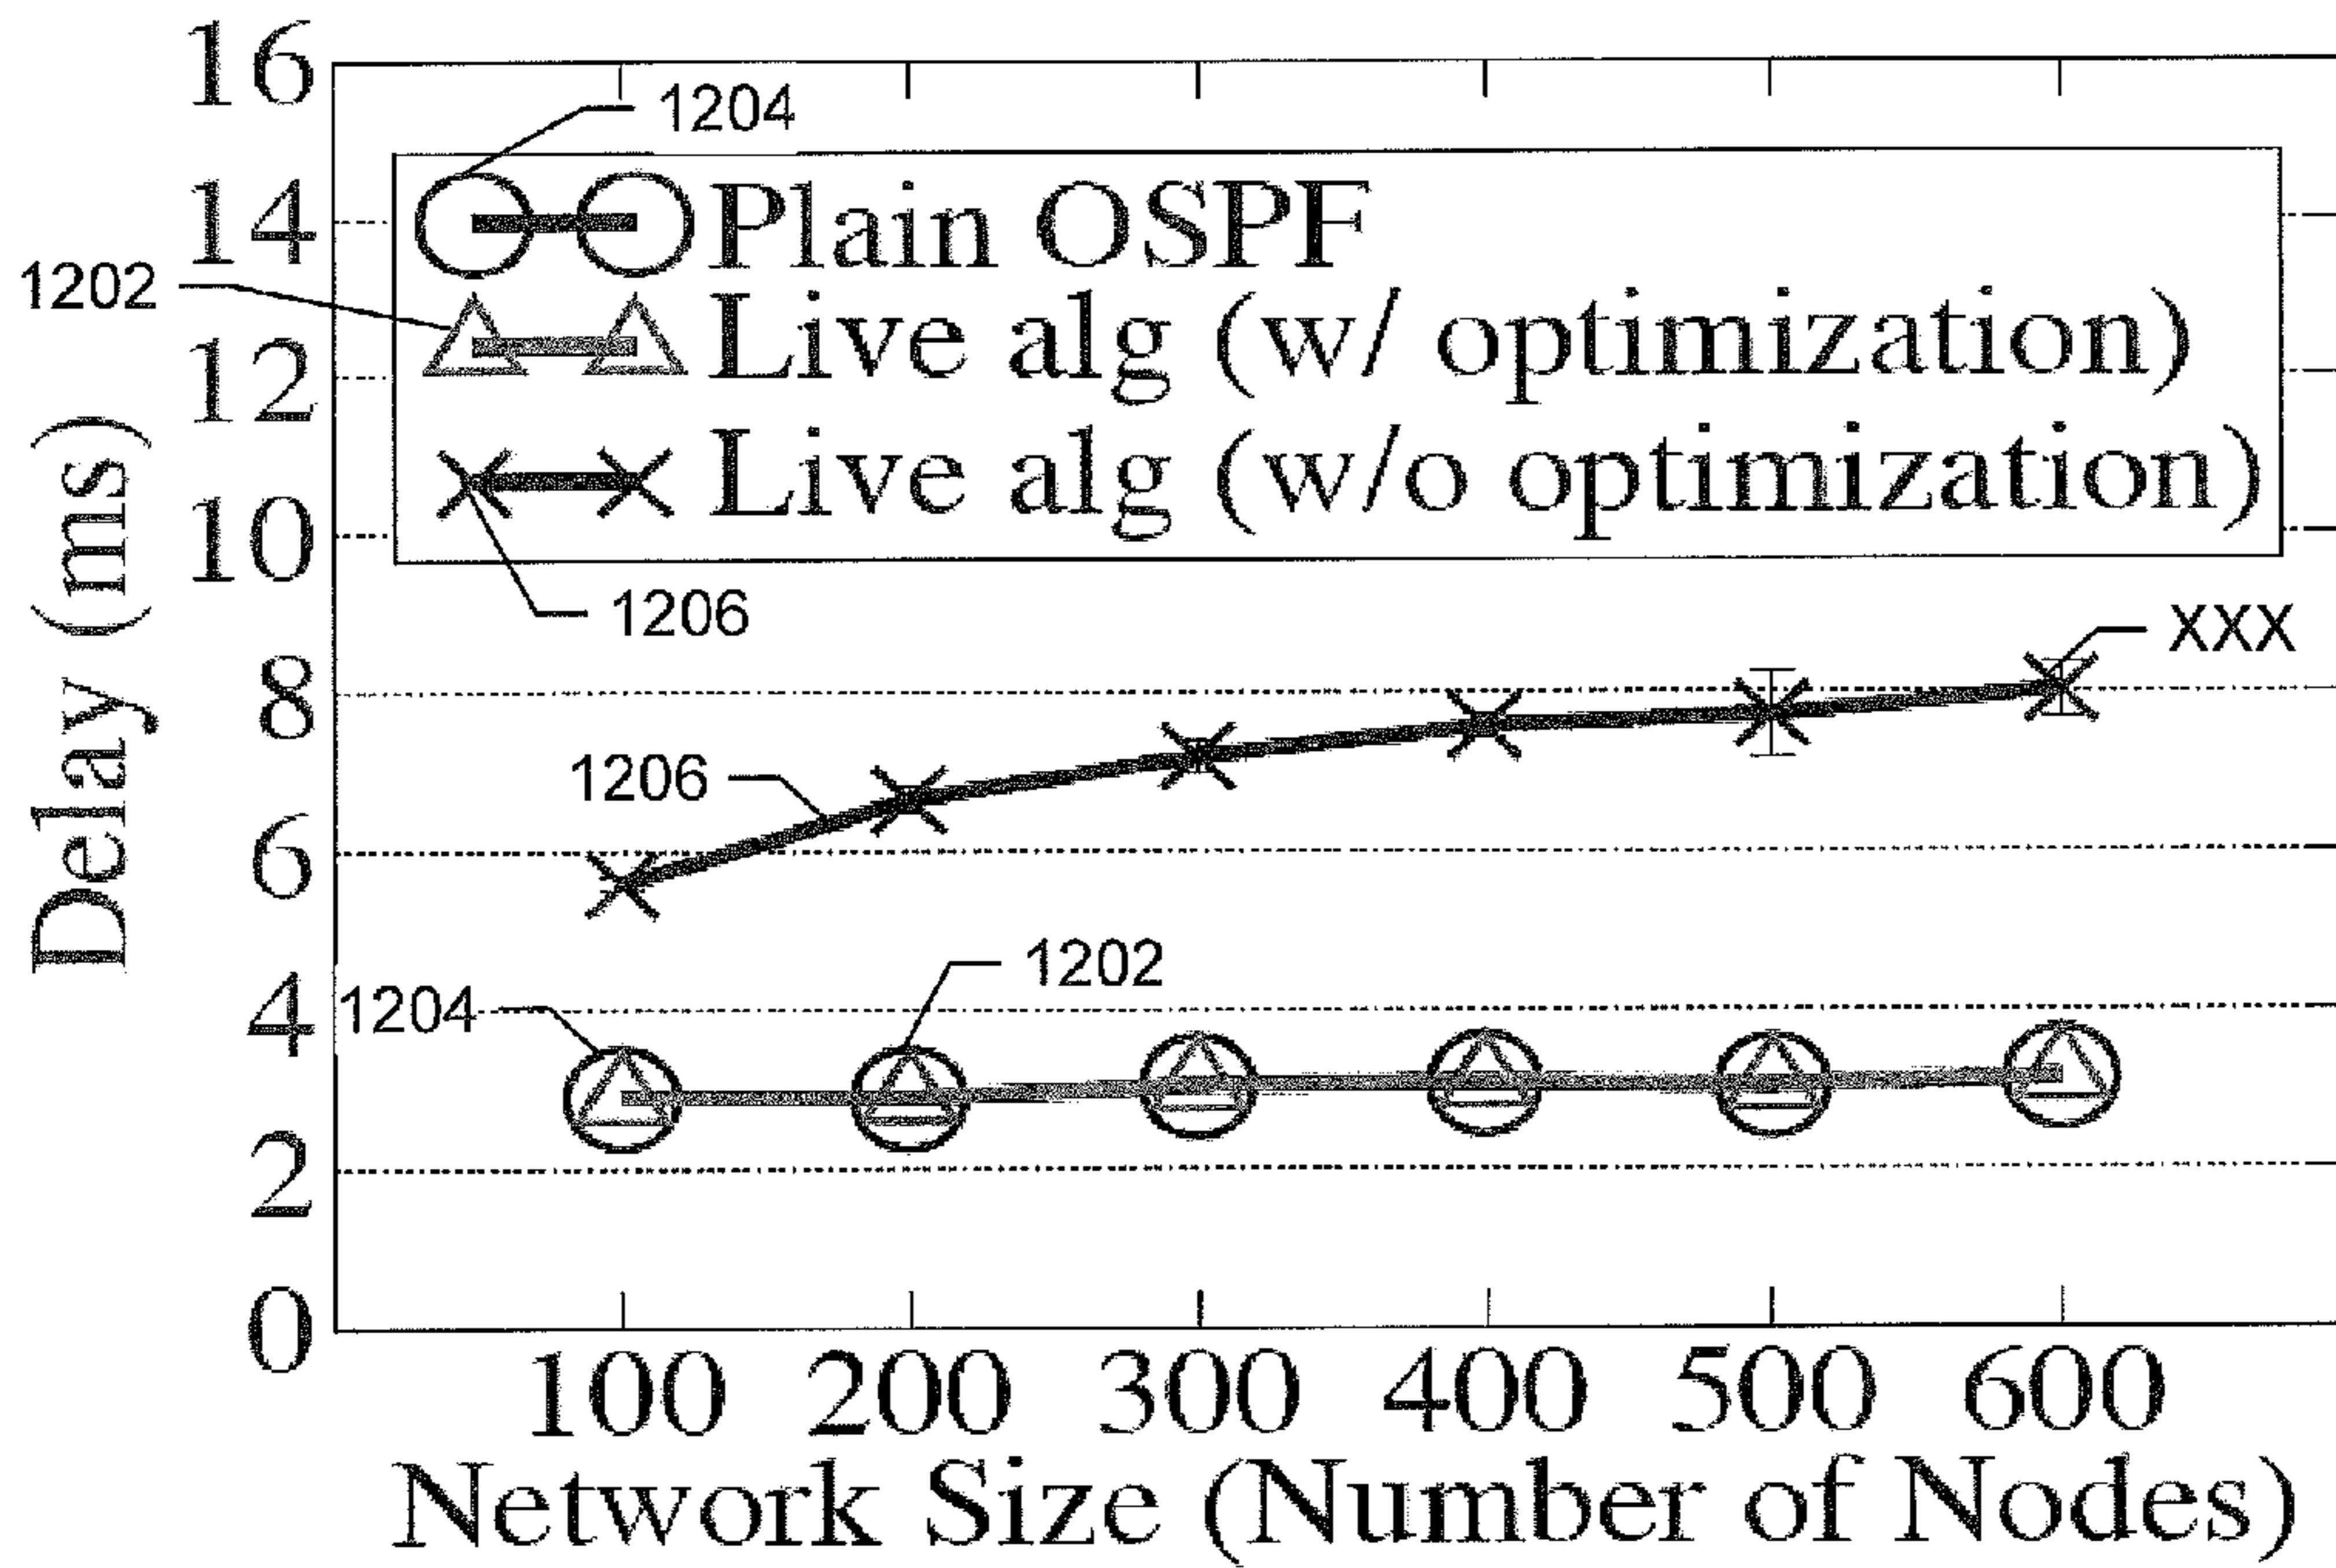 16
1204
14
Plain OSPF
1202
Live alg (w/ optimization)
12
Live alg (w/o optimization)
10
1206
Delay (ms)
XXX
8
1206
6
1202
4
1204
2
0
100 200 300 400 500 600
Network Size (Number of Nodes)